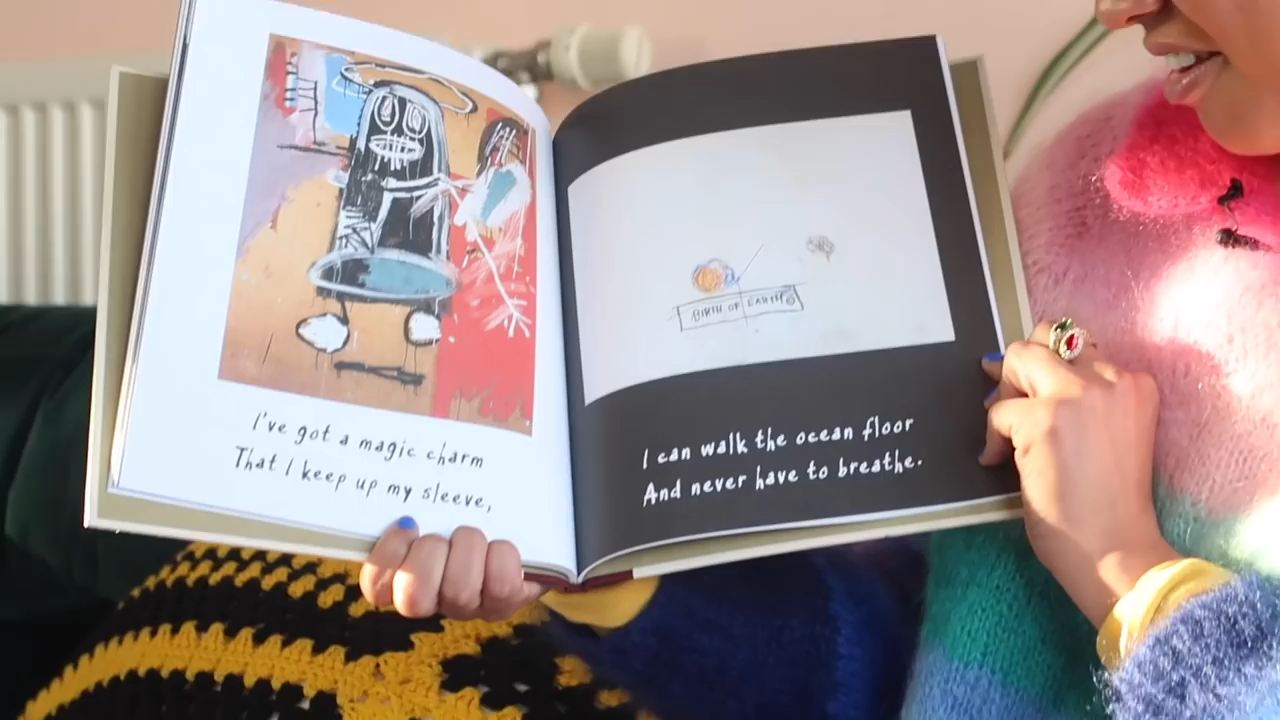 I've got a magic charm
That I keep up my sleeve,
BIRTH OF EARTH
I can walk the ocean floor
And never have to breathe.